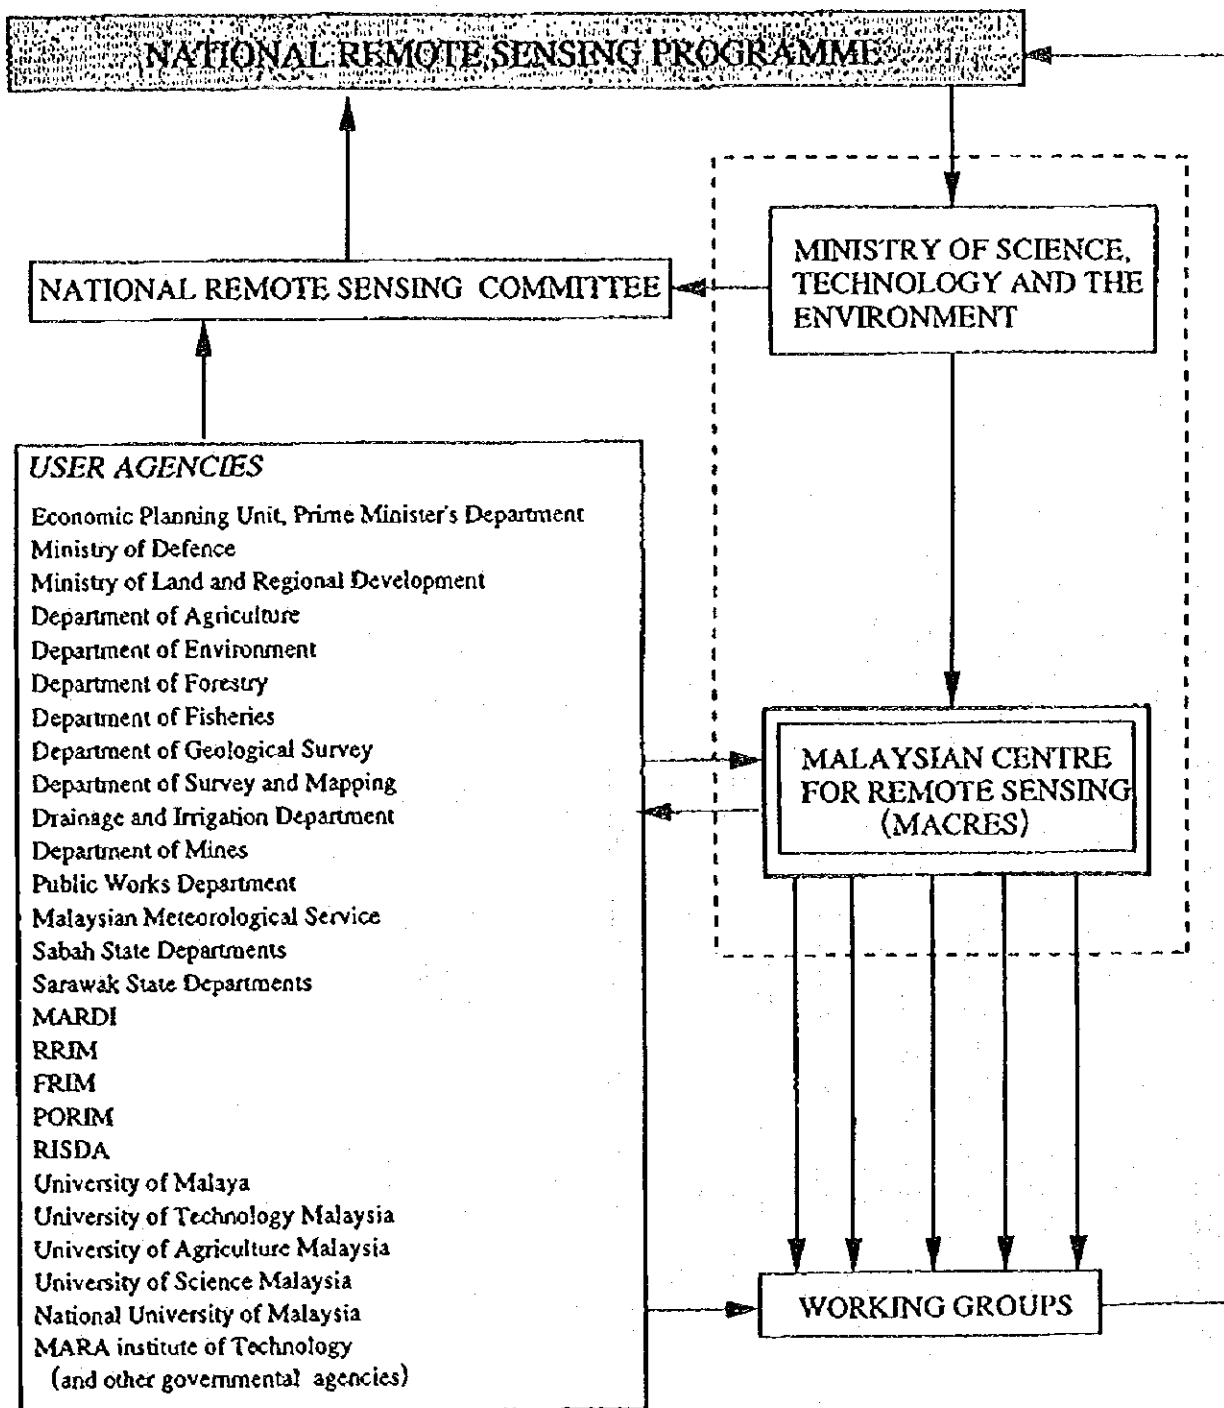 NATIONAL REMOTE SENSING PROGRAMME
NATIONAL REMOTE SENSING COMMITTEE
MINISTRY OF SCIENCE,
TECHNOLOGY AND THE
ENVIRONMENT
USER AGENCIES
Economic Planning Unit, Prime Minister's Department
Ministry of Defence
Ministry of Land and Regional Development
Department of Agriculture
Department of Environment
Department of Forestry
Department of Fisheries
Department of Geological Survey
Department of Survey and Mapping
Drainage and Irrigation Department
Department of Mines
Public Works Department
Malaysian Meteorological Service
Sabah State Departments
Sarawak State Departments
MARDI
RRIM
FRIM
PORIM
RISDA
University of Malaya
University of Technology Malaysia
University of Agriculture Malaysia
University of Science Malaysia
National University of Malaysia
MARA institute of Technology
(and other governmental agencies)
MALAYSIAN CENTRE
FOR REMOTE SENSING
(MACRES)
WORKING GROUPS